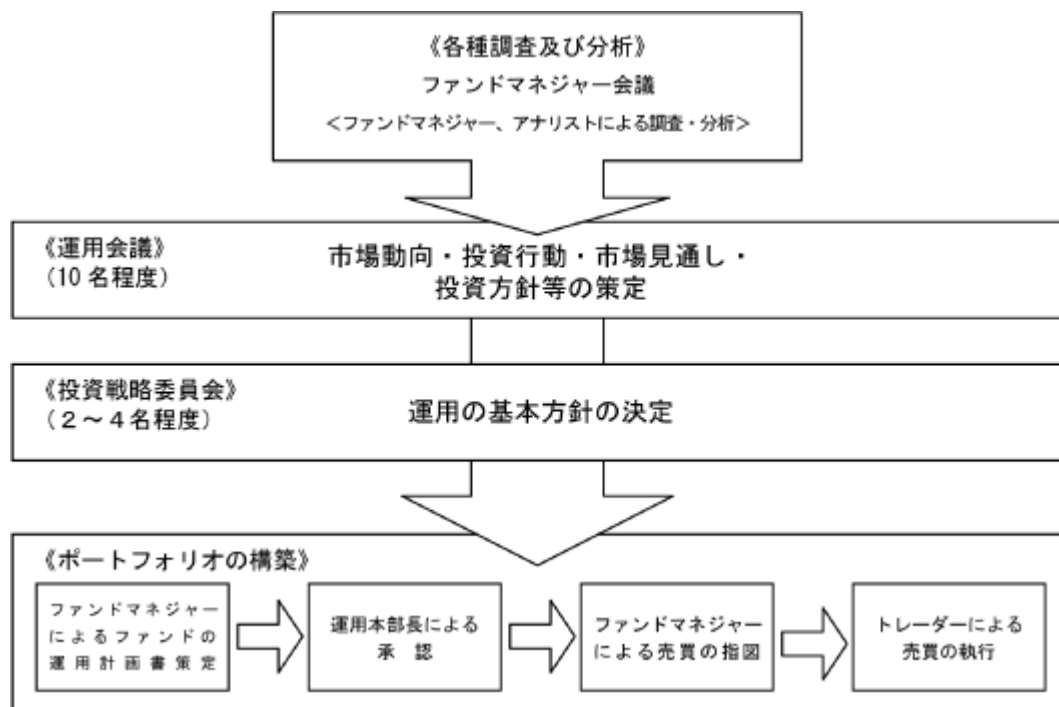 《各種調査及び分析》
ファンドマネジャー会議
<ファンドマネジャー、アナリストによる調査・分析>
《運用会議》
(10 名程度)
市場動向・投資行動・市場見通し・
投資方針等の策定
《投資戦略委員会》
(２～４名程度)
運用の基本方針の決定
《ポートフォリオの構築》
ファンドマネジャー
によるファンドの
運用計画書策定
運用本部長による
承　認
ファンドマネジャー
による売買の指図
トレーダーによる
売買の執行